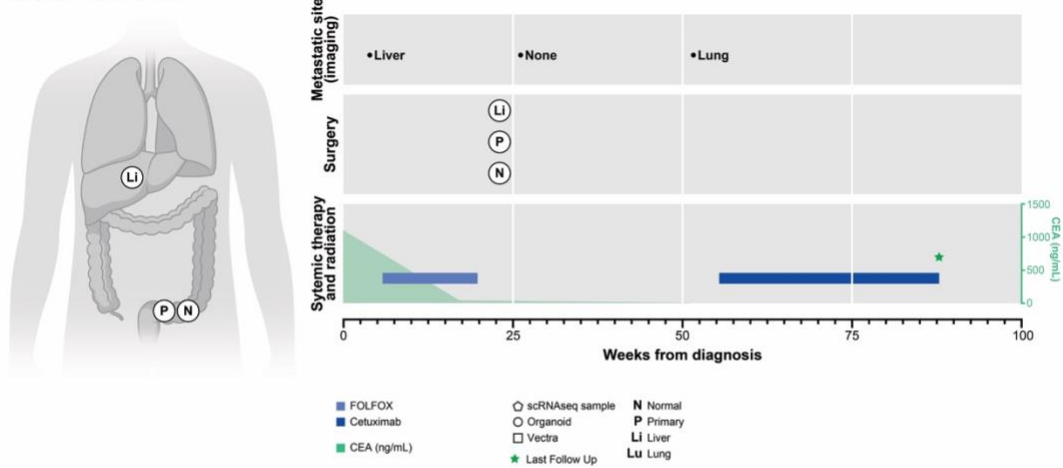 Metastatic site
(imaging)
•Liver
•None
•Lung
Surgery
Li
P
N
Li
P N
Sytemic therapy
and radiation
1500
1000
500
0
CEA (ng/mL)
0 25 50 75 100
Weeks from diagnosis
FOLFOX
Cetuximab
CEA (ng/mL)
scRNAseq sample
Organoid
Vectra
Last Follow Up
N Normal
P Primary
Li Liver
Lu Lung